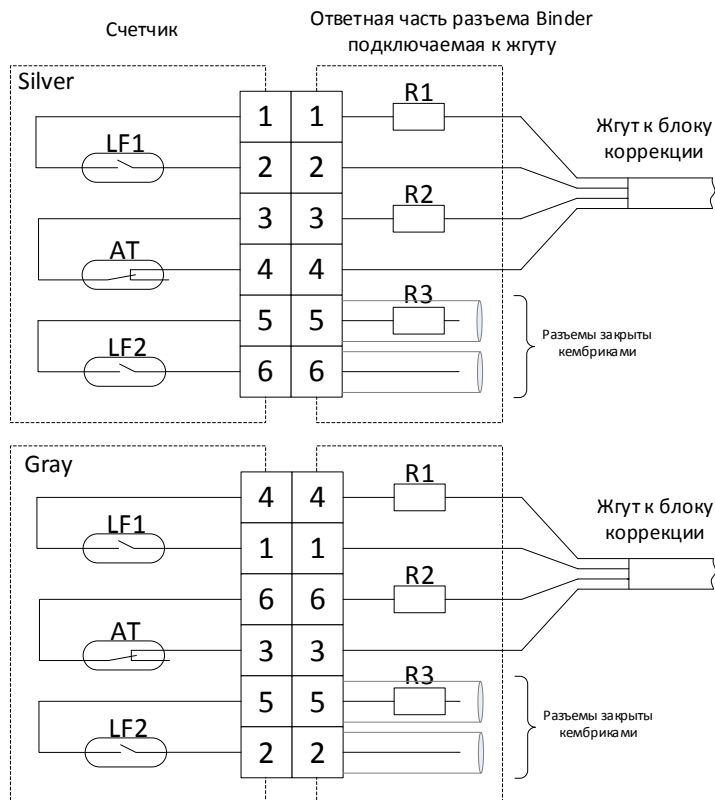 Счетчик
Ответная часть разъема Binder
подключаемая к жгуту
Silver
1 1 R1
LF1 2 2
3 3 R2
AT 4 4
5 5 R3
LF2 6 6
Жгут к блоку
коррекции
Разъемы закрыты
кембриками
Gray
4 4 R1
LF1 1 1
6 6 R2
AT 3 3
5 5 R3
LF2 2 2
Жгут к блоку
коррекции
Разъемы закрыты
кембриками